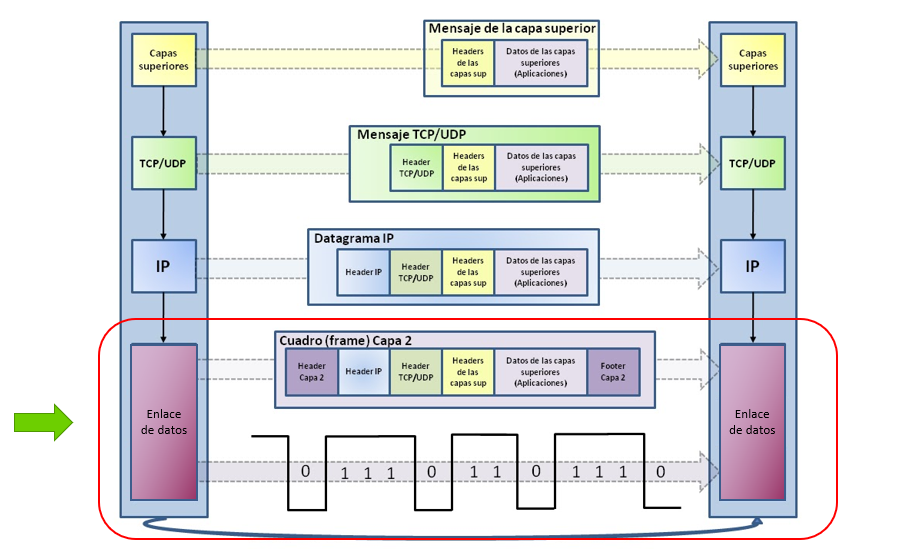 Mensaje de la capa superior
Capas
superiores
Headers
de las
capas sup
Datos de las capas
superiores
(Aplicaciones)
Capas
superiores
Mensaje TCP/UDP
TCP/UDP
Header
TCP/UDP
Headers
de las
capas sup
Datos de las capas
superiores
(Aplicaciones)
TCP/UDP
Datagrama IP
IP
Header IP
Header
TCP/UDP
Headers
de las
capas sup
Datos de las capas
superiores
(Aplicaciones)
IP
Cuadro (frame) Capa 2
Header
Capa 2
Header IP
Header
TCP/UDP
Headers
de las
capas sup
Datos de las capas
superiores
(Aplicaciones)
Footer
Capa 2
Enlace
de datos
Enlace
de datos
0 1 1 1 0 1 1 0 1 1 1 0